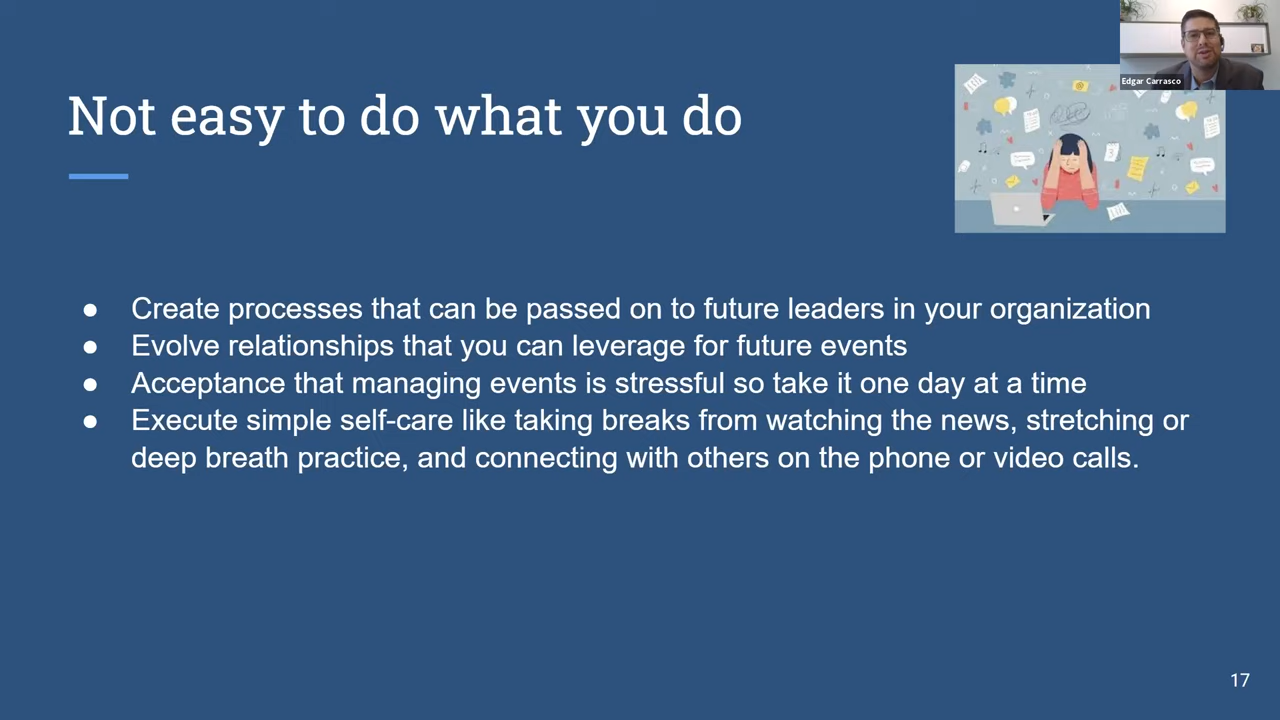 Edgar Carrasco
Not easy to do what you do
● Create processes that can be passed on to future leaders in your organization
● Evolve relationships that you can leverage for future events
● Acceptance that managing events is stressful so take it one day at a time
● Execute simple self-care like taking breaks from watching the news, stretching or
deep breath practice, and connecting with others on the phone or video calls.
17